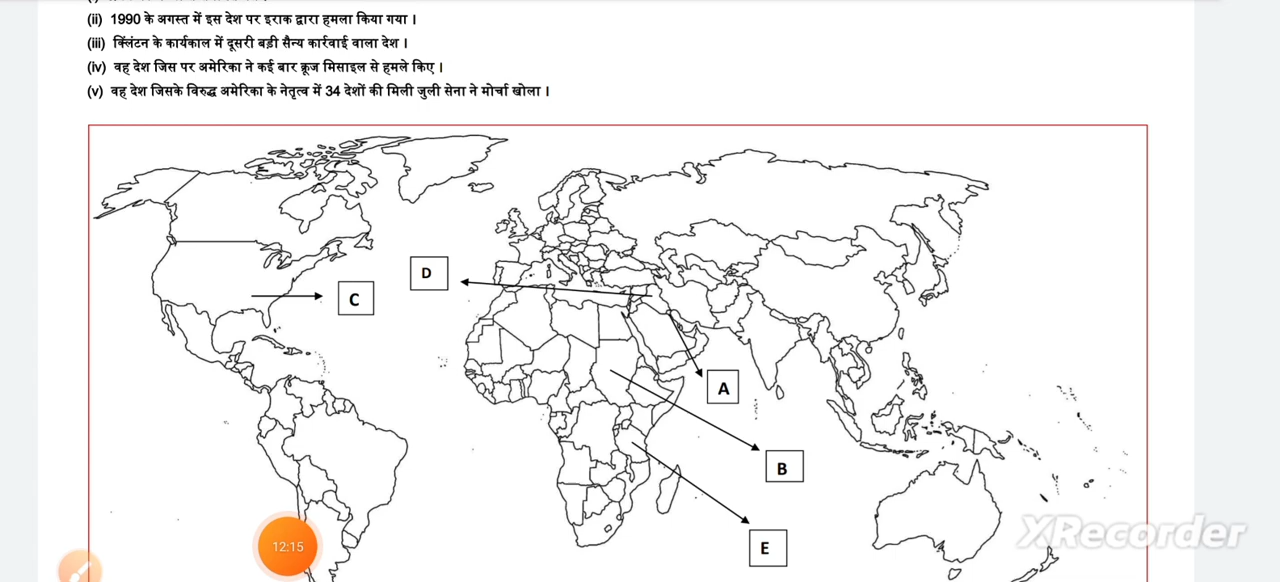 (ii) 1990 के अगस्त में इस देश पर इराक द्वारा हमला किया गया ।
(iii) क्लिंटन के कार्यकाल में दूसरी बड़ी सैन्य कार्रवाई वाला देश ।
(iv) वह देश जिस पर अमेरिका ने कई बार क्रूज मिसाइल से हमले किए ।
(v) वह देश जिसके विरुद्ध अमेरिका के नेतृत्व में 34 देशों की मिली जुली सेना ने मोर्चा खोला ।
D
C
A
B
E
12:15
XRecorder